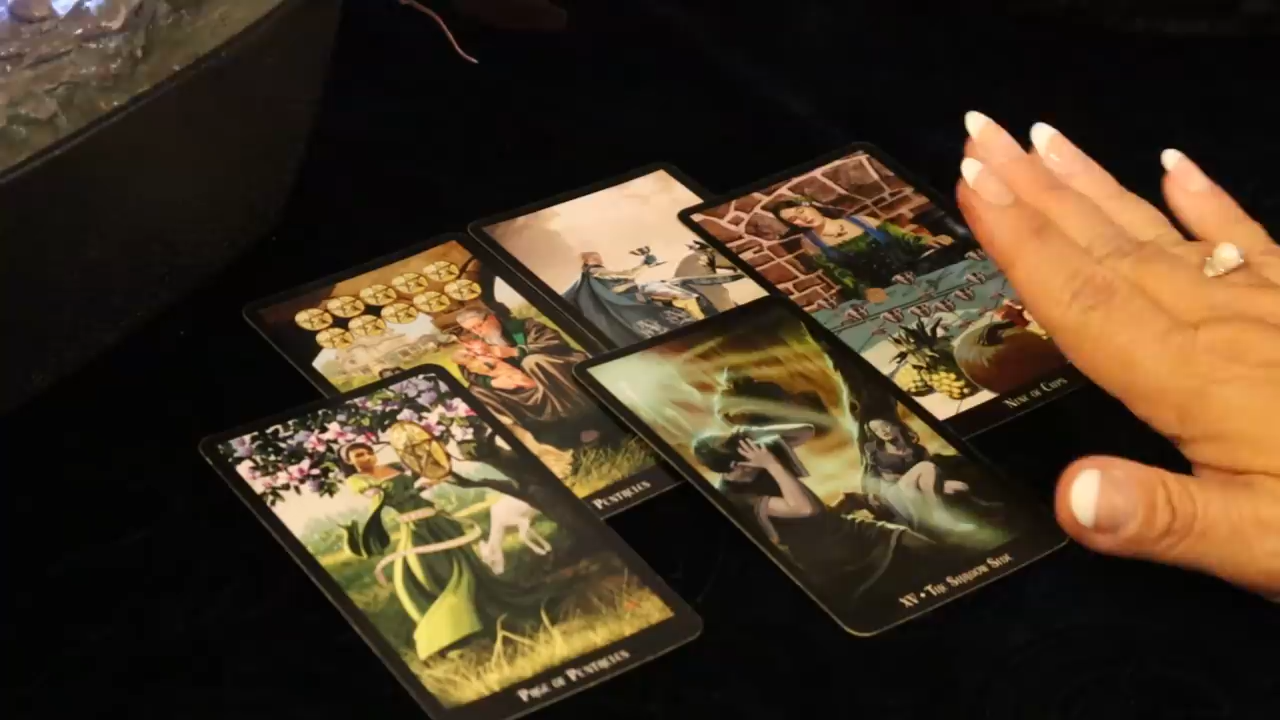 NINE OF CUPS
PENTACLES
XV • THE SHADOW SIDE
PAGE OF PENTACLES